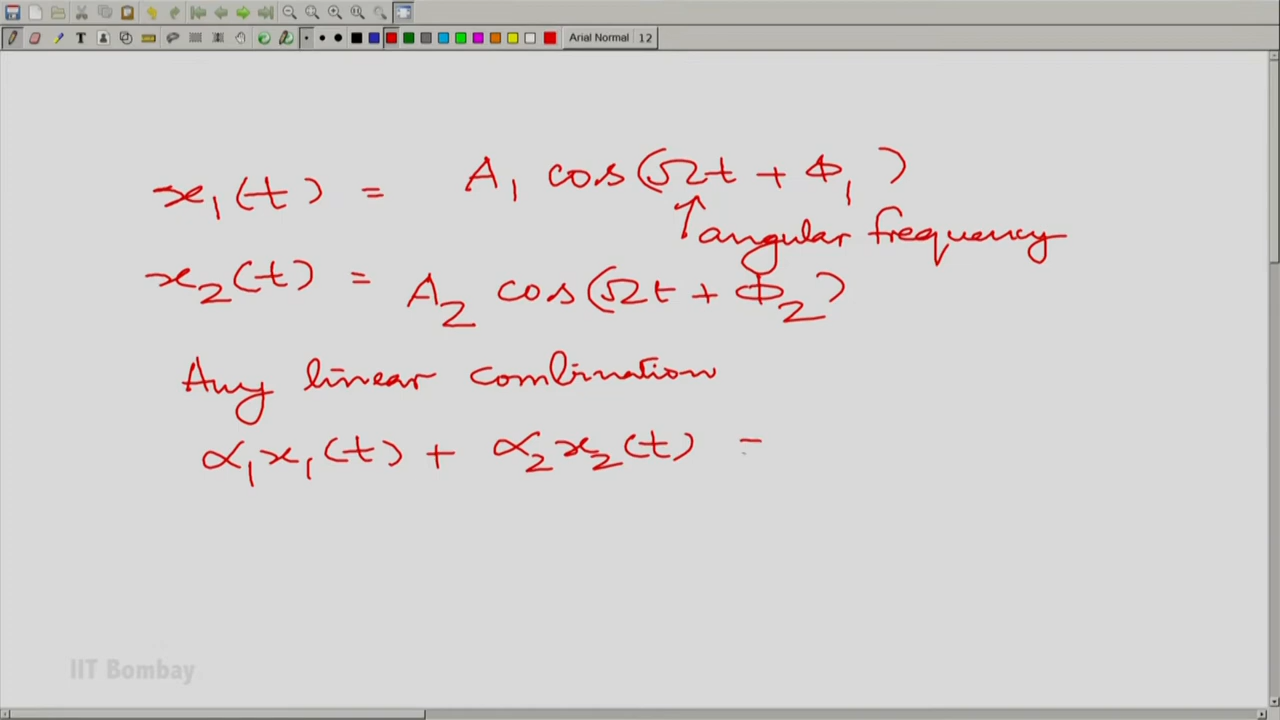 Arial Normal 12
x₁(t) = A₁ cos(Ωt + Φ₁)
↑angular frequency
x₂(t) = A₂ cos(Ωt + Φ₂)
Any linear combination
α₁x₁(t) + α₂x₂(t) =
IIT Bombay